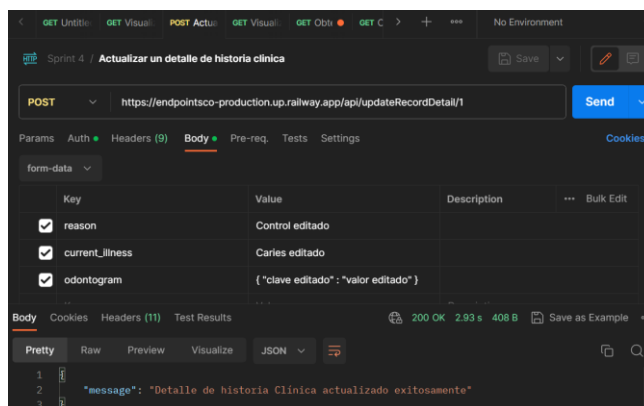 GET Untitle GET Visual POST Actua GET Visuali GET Obte GET C No Environment
HTTP Sprint 4 / Actualizar un detalle de historia clinica Save
POST https://endpointsco-production.up.railway.app/api/updateRecordDetail/1 Send
Params Auth Headers (9) Body Pre-req. Tests Settings Cookies
form-data
Key Value Description Bulk Edit
reason Control editado
current_illness Caries editado
odontogram { "clave editado" : "valor editado" }
Body Cookies Headers (11) Test Results 200 OK 2.93 s 408 B Save as Example
Pretty Raw Preview Visualize JSON
1 {
2 "message": "Detalle de historia Clínica actualizado exitosamente"
3 }